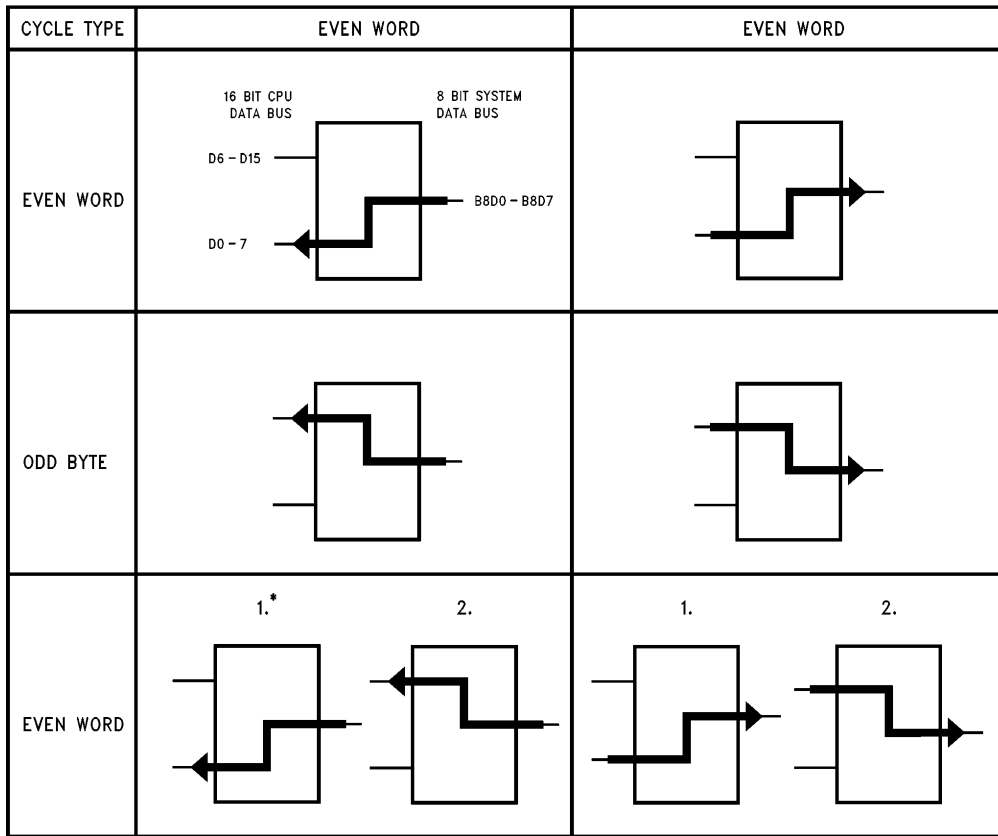 CYCLE TYPE
EVEN WORD
EVEN WORD
EVEN WORD
16 BIT CPU
DATA BUS
8 BIT SYSTEM
DATA BUS
D6 – D15
B8D0 – B8D7
D0 – 7
ODD BYTE
EVEN WORD
1.*
2.
1.
2.